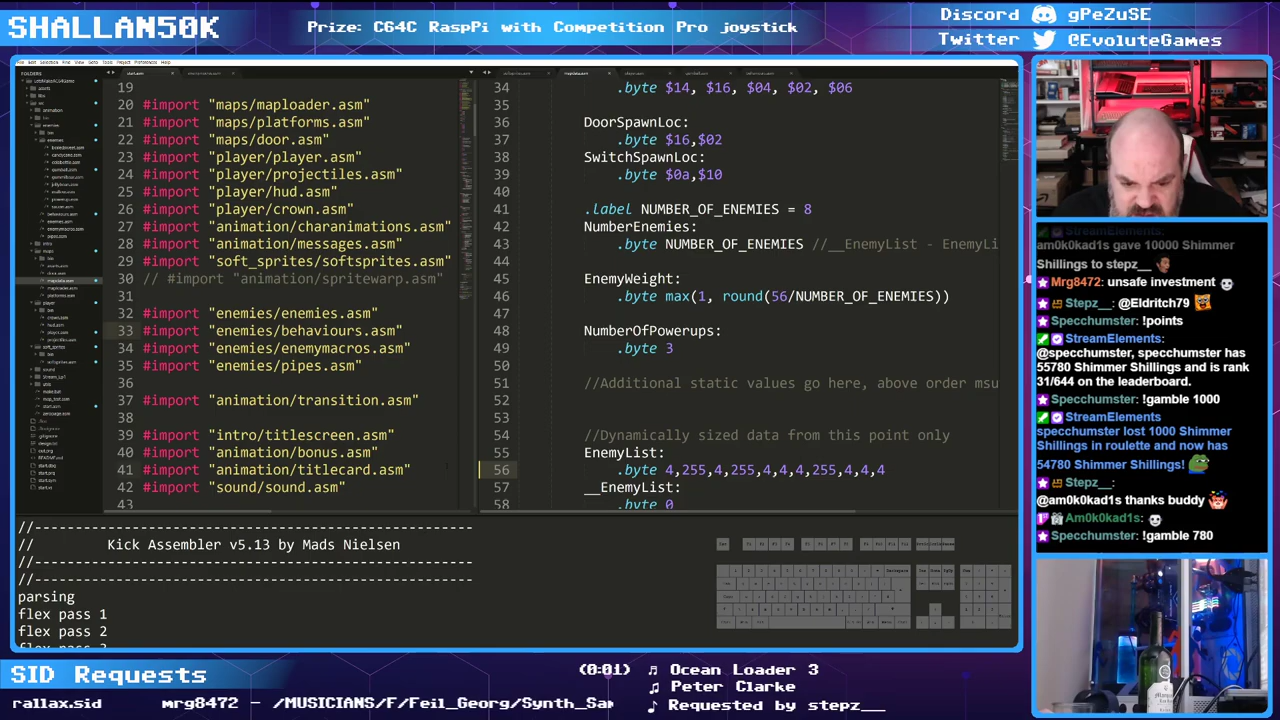 SHALLAN50K
Prize: C64C RaspPi with Competition Pro joystick
Discord gPeZuSE
Twitter @EvoluteGames
FOLDERS
19
20 #import "maps/maploader.asm"
21 #import "maps/platforms.asm"
22 #import "maps/door.asm"
23 #import "player/player.asm"
24 #import "player/projectiles.asm"
25 #import "player/hud.asm"
26 #import "player/crown.asm"
27 #import "animation/charanimations.asm"
28 #import "animation/messages.asm"
29 #import "soft_sprites/softsprites.asm"
30 // #import "animation/spritewarp.asm"
31
32 #import "enemies/enemies.asm"
33 #import "enemies/behaviours.asm"
34 #import "enemies/enemymacros.asm"
35 #import "enemies/pipes.asm"
36
37 #import "animation/transition.asm"
38
39 #import "intro/titlescreen.asm"
40 #import "animation/bonus.asm"
41 #import "animation/titlecard.asm"
42 #import "sound/sound.asm"
43
34 .byte $14, $16, $04, $02, $06
35
36 DoorSpawnLoc:
37 .byte $16,$02
38 SwitchSpawnLoc:
39 .byte $0a,$10
40
41 .label NUMBER_OF_ENEMIES = 8
42 NumberEnemies:
43 .byte NUMBER_OF_ENEMIES //__EnemyList - EnemyLi
44
45 EnemyWeight:
46 .byte max(1, round(56/NUMBER_OF_ENEMIES))
47
48 NumberOfPowerups:
49 .byte 3
50
51 //Additional static values go here, above order msu
52
53
54 //Dynamically sized data from this point only
55 EnemyList:
56 .byte 4,255,4,255,4,4,4,255,4,4,4
57 __EnemyList:
58 .byte 0
//-------------------------------------------------------
// Kick Assembler v5.13 by Mads Nielsen
//-------------------------------------------------------
//-------------------------------------------------------
parsing
flex pass 1
flex pass 2
StreamElements:
am0k0kad1s gave 10000 Shimmer
Shillings to stepz__
Mrg8472: unsafe investment
Stepz__: @Eldritch79
Specchumster: !points
StreamElements:
@specchumster, specchumster has
55780 Shimmer Shillings and is rank
31/644 on the leaderboard.
Specchumster: !gamble 1000
StreamElements
specchumster lost 1000 Shimmer
Shillings in roulette and now has
54780 Shimmer Shillings!
Stepz__:
@am0k0kad1s thanks buddy
Am0k0kad1s:
Specchumster: !gamble 780
SID Requests
(0:01) ♫ Ocean Loader 3
♫ Peter Clarke
♪ Requested by stepz__
rallax.sid mrg8472 - /MUSICIANS/F/Feil_Georg/Synth_Sam